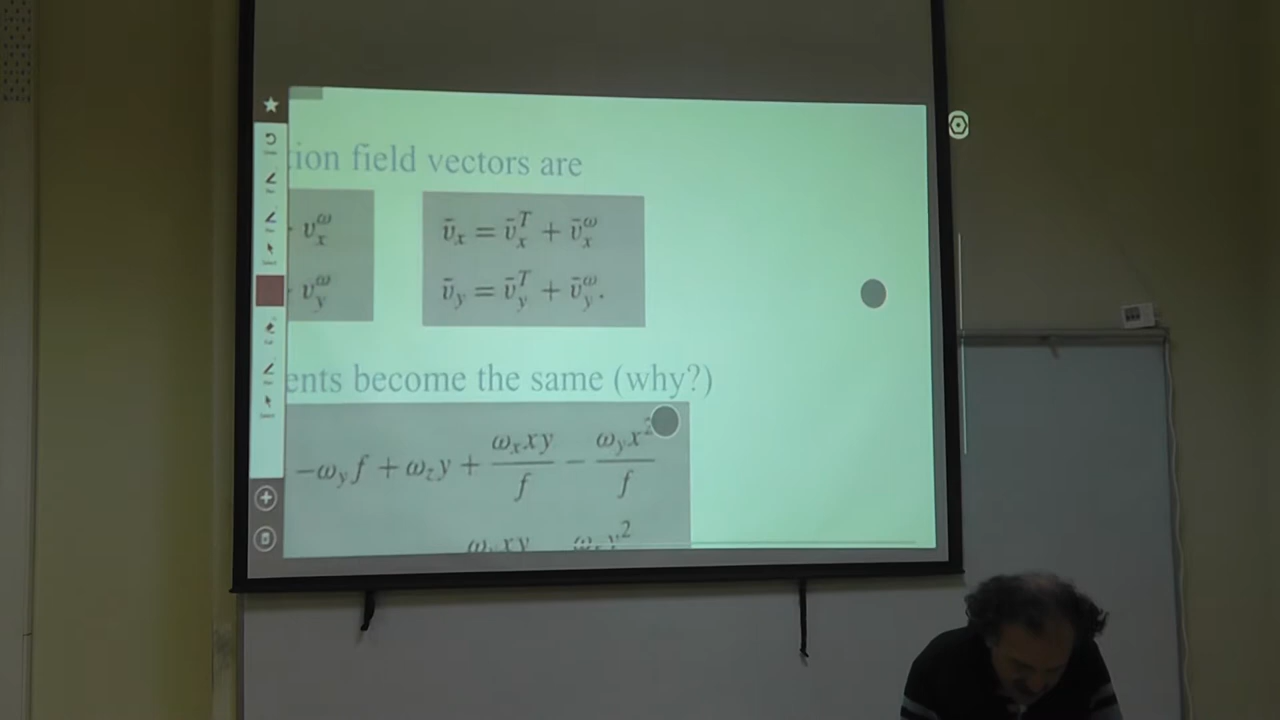 tion field vectors are
v_x^ω
v̄_x = v̄_x^T + v̄_x^ω
v_y^ω
v̄_y = v̄_y^T + v̄_y^ω.
ents become the same (why?)
−ω_y f + ω_z y + ω_x xy / f − ω_y x² / f